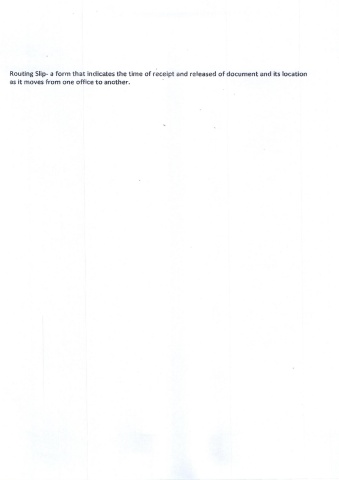 Routing Slip- a form that indicates the time of receipt and released of document and its location
as it moves from one office to another.